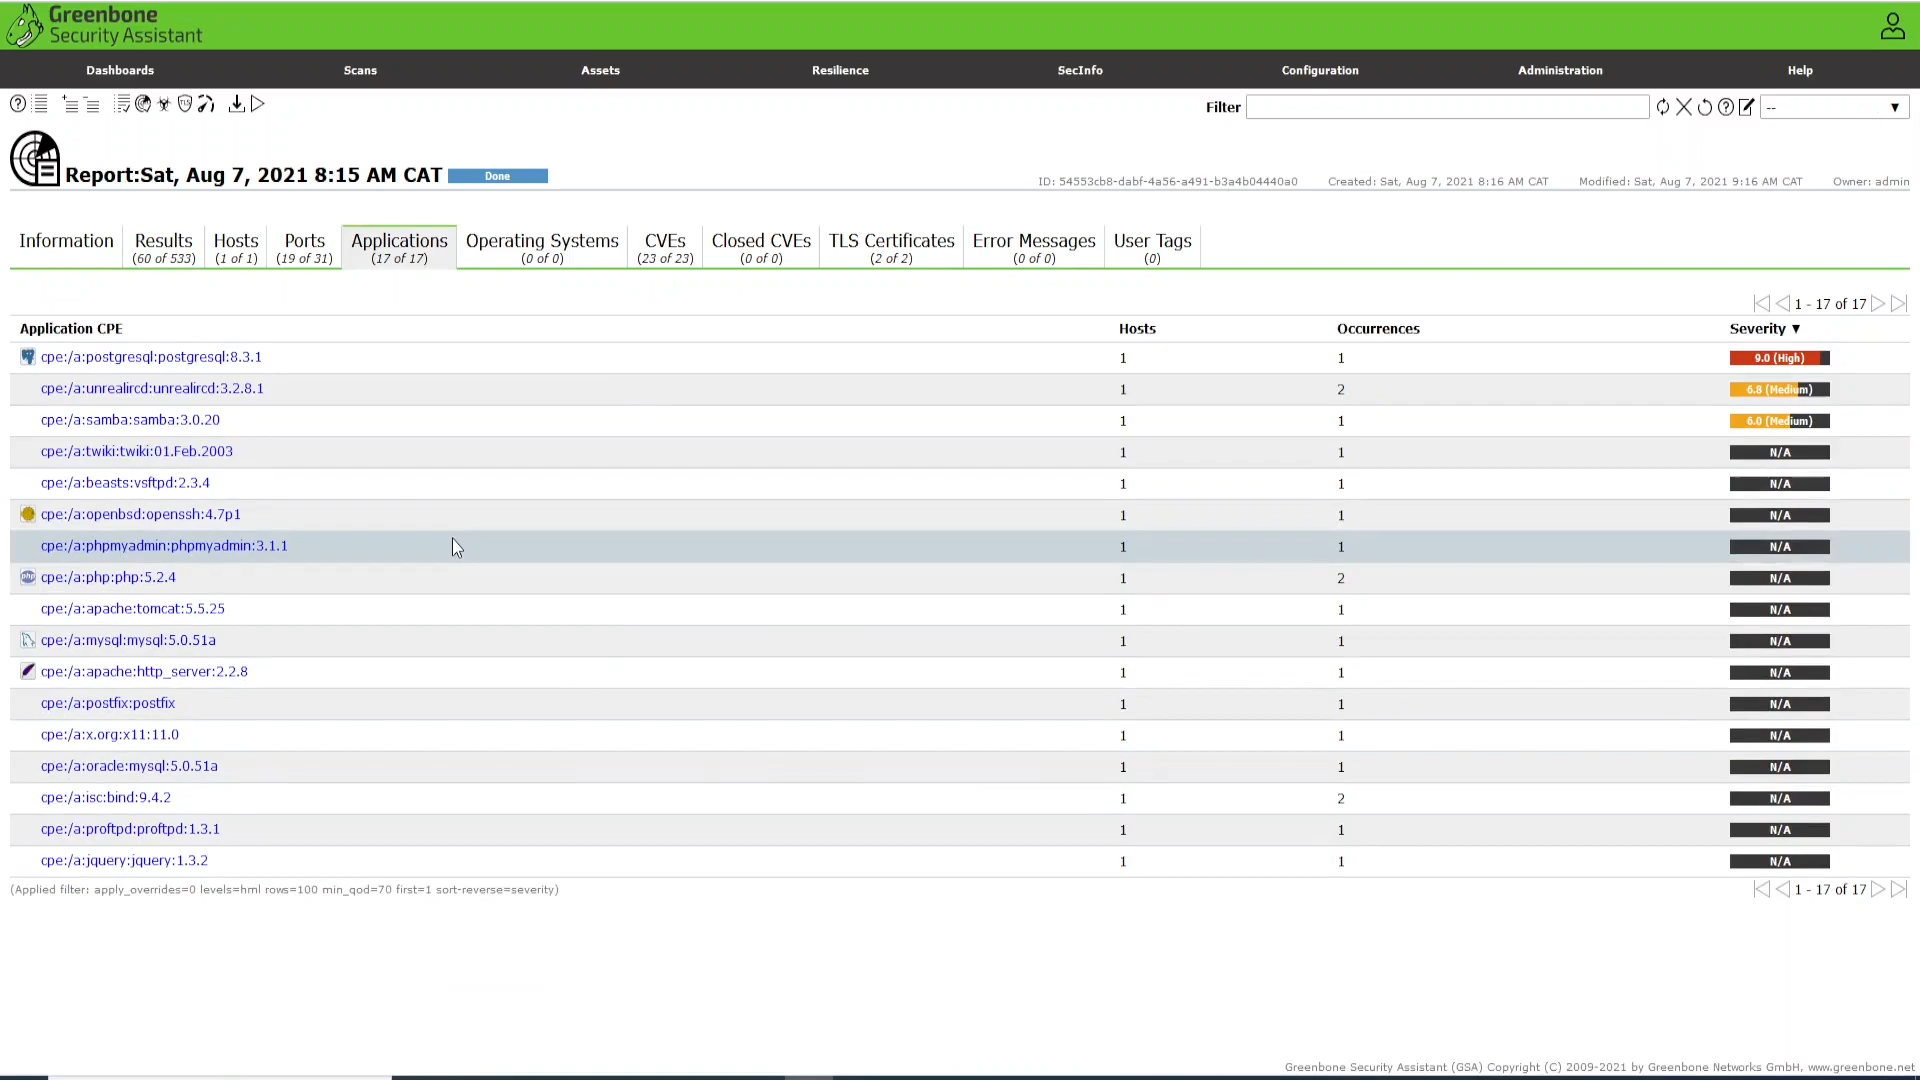 Greenbone
Security Assistant
Dashboards Scans Assets Resilience SecInfo Configuration Administration Help
Filter --
Report:Sat, Aug 7, 2021 8:15 AM CAT Done
ID: 54553cb8-dabf-4a56-a491-b3a4b04440a0 Created: Sat, Aug 7, 2021 8:16 AM CAT Modified: Sat, Aug 7, 2021 9:16 AM CAT Owner: admin
Information Results Hosts Ports Applications Operating Systems CVEs Closed CVEs TLS Certificates Error Messages User Tags
(60 of 533) (1 of 1) (19 of 31) (17 of 17) (0 of 0) (23 of 23) (0 of 0) (2 of 2) (0 of 0) (0)
1 - 17 of 17
Application CPE Hosts Occurrences Severity ▼
cpe:/a:postgresql:postgresql:8.3.1 1 1 9.0 (High)
cpe:/a:unrealircd:unrealircd:3.2.8.1 1 2 6.8 (Medium)
cpe:/a:samba:samba:3.0.20 1 1 6.0 (Medium)
cpe:/a:twiki:twiki:01.Feb.2003 1 1 N/A
cpe:/a:beasts:vsftpd:2.3.4 1 1 N/A
cpe:/a:openbsd:openssh:4.7p1 1 1 N/A
cpe:/a:phpmyadmin:phpmyadmin:3.1.1 1 1 N/A
php cpe:/a:php:php:5.2.4 1 2 N/A
cpe:/a:apache:tomcat:5.5.25 1 1 N/A
cpe:/a:mysql:mysql:5.0.51a 1 1 N/A
cpe:/a:apache:http_server:2.2.8 1 1 N/A
cpe:/a:postfix:postfix 1 1 N/A
cpe:/a:x.org:x11:11.0 1 1 N/A
cpe:/a:oracle:mysql:5.0.51a 1 1 N/A
cpe:/a:isc:bind:9.4.2 1 2 N/A
cpe:/a:proftpd:proftpd:1.3.1 1 1 N/A
cpe:/a:jquery:jquery:1.3.2 1 1 N/A
(Applied filter: apply_overrides=0 levels=hml rows=100 min_qod=70 first=1 sort-reverse=severity) 1 - 17 of 17
Greenbone Security Assistant (GSA) Copyright (C) 2009-2021 by Greenbone Networks GmbH, www.greenbone.net